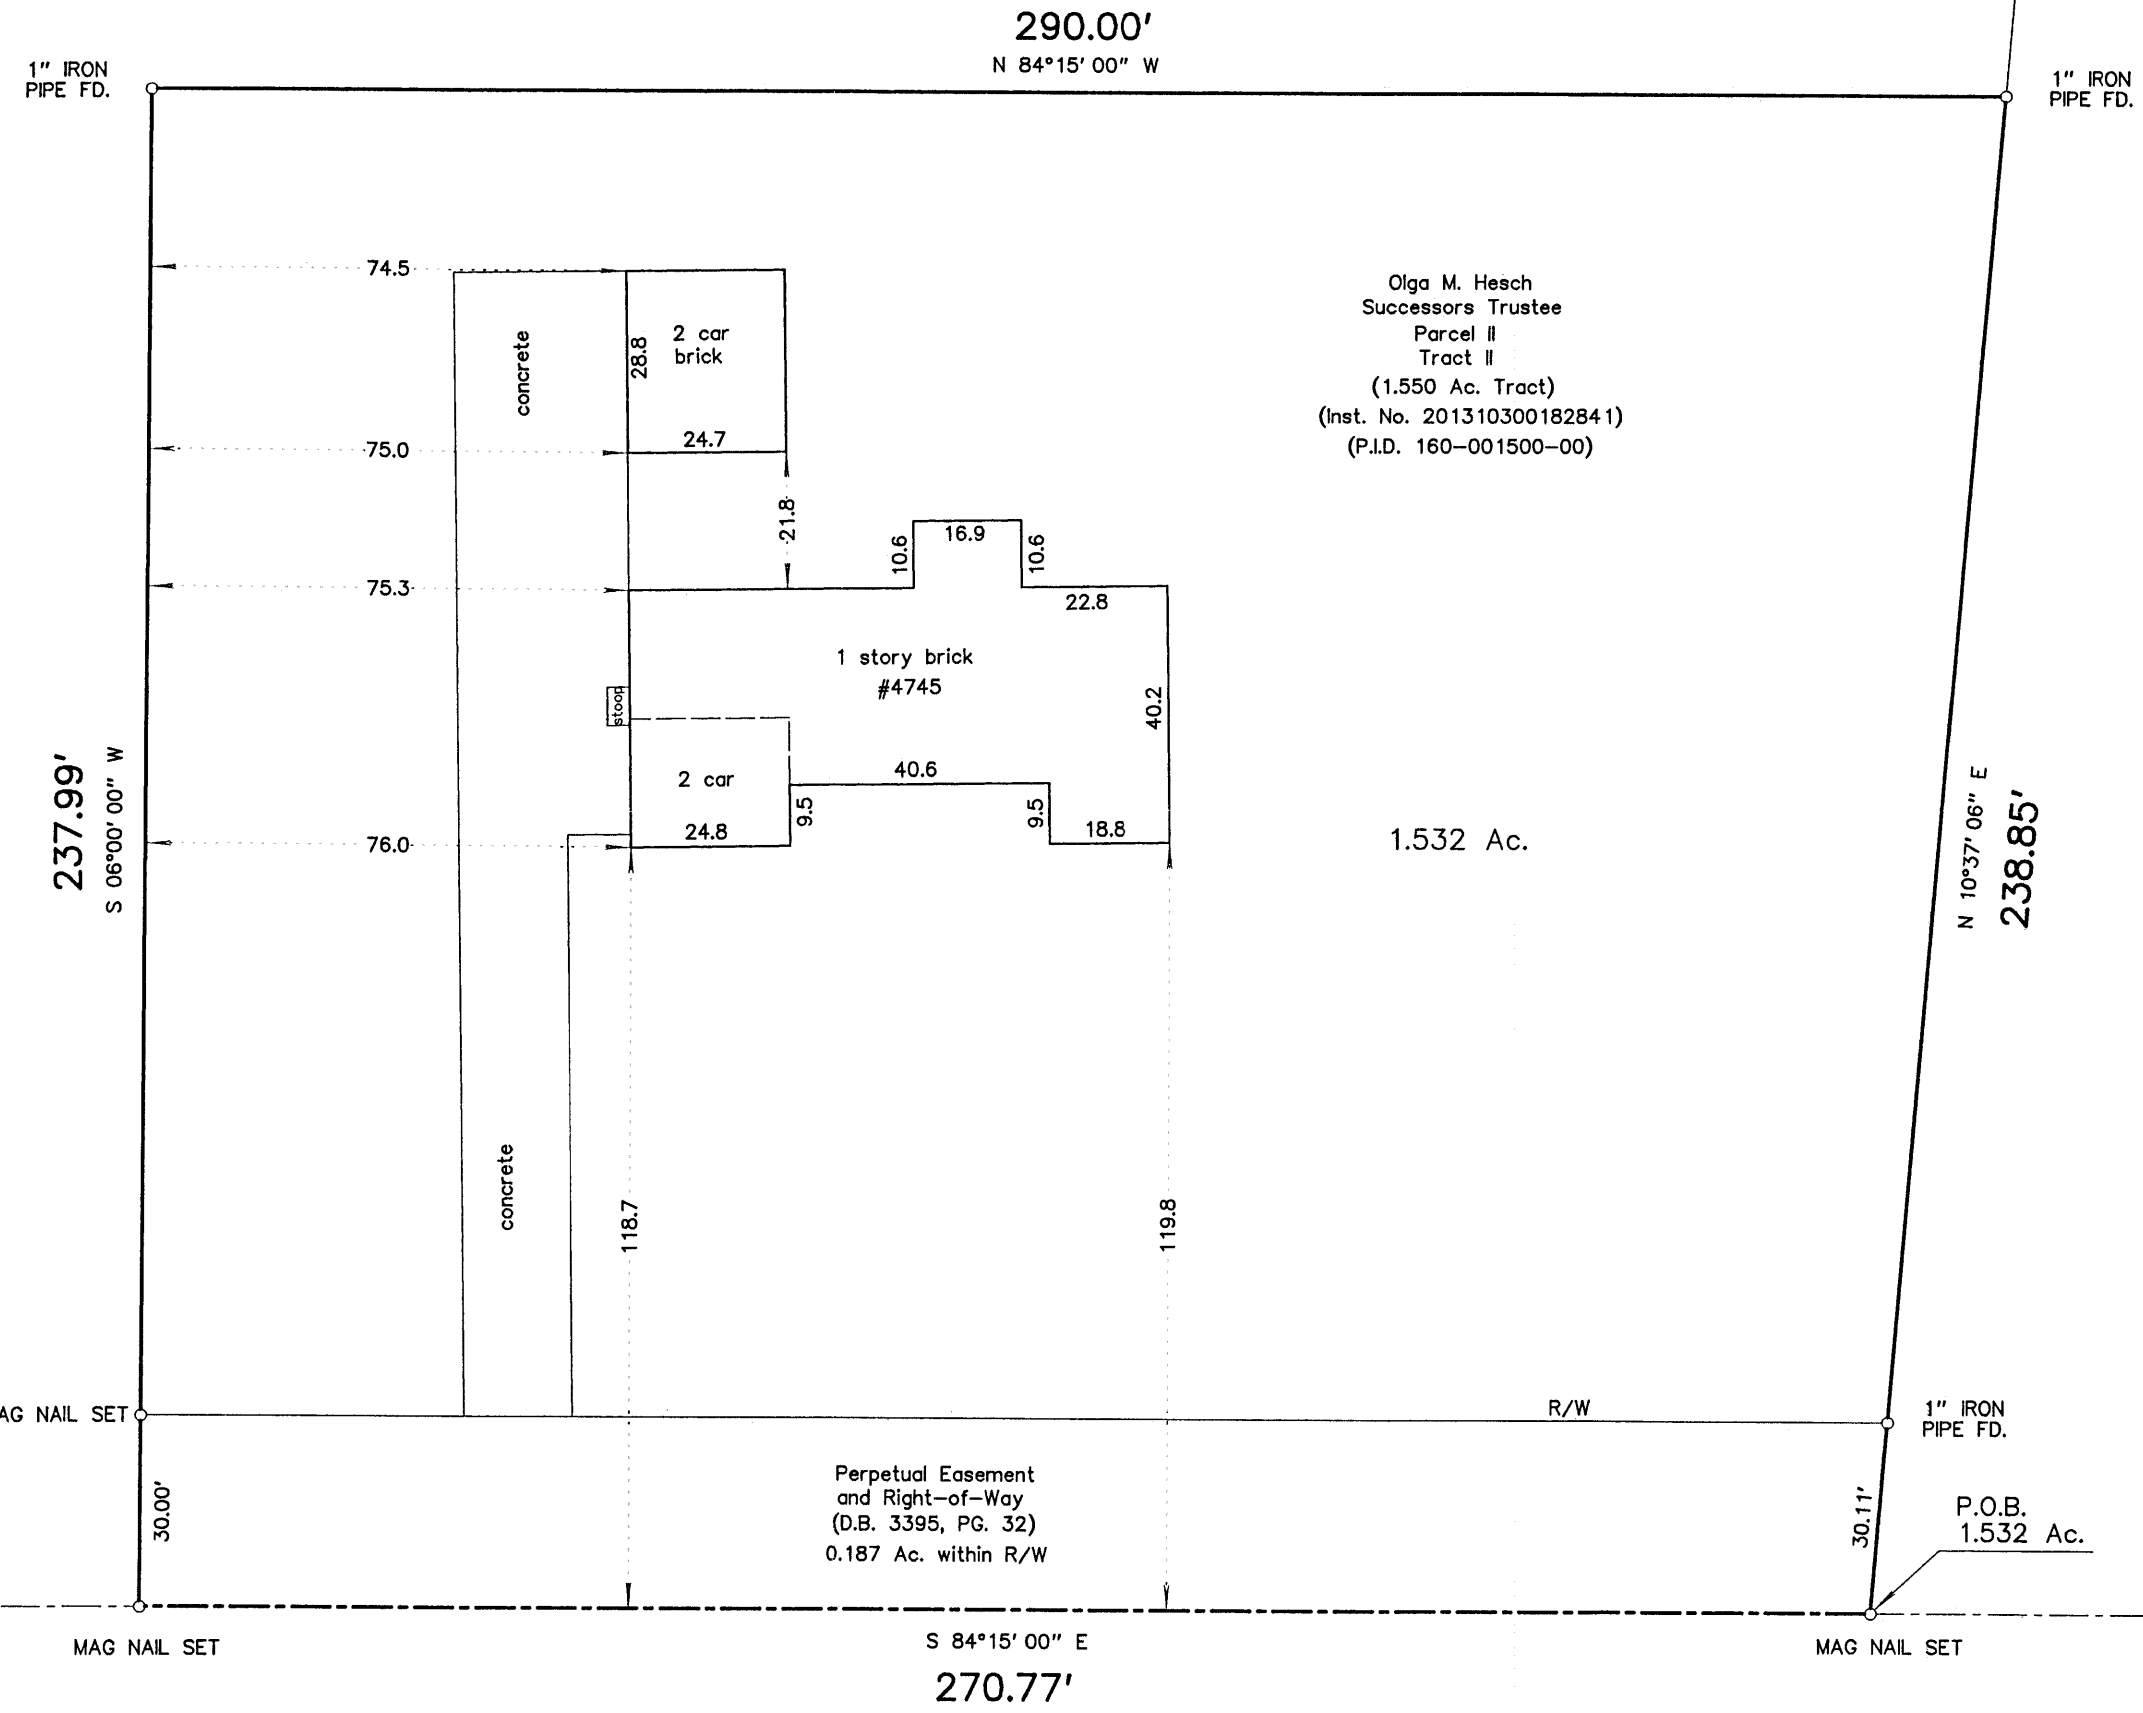 290.00'
N 84°15'00" W
1" IRON
PIPE FD.
1" IRON
PIPE FD.
74.5
concrete
28.8
2 car
brick
24.7
75.0
21.8
75.3
10.6
16.9
10.6
22.8
Olga M. Hesch
Successors Trustee
Parcel II
Tract II
(1.550 Ac. Tract)
(Inst. No. 201310300182841)
(P.I.D. 160-001500-00)
1 story brick
#4745
stoop
40.2
2 car
24.8
9.5
40.6
9.5
18.8
76.0
1.532 Ac.
237.99'
S 06°00'00" W
N 10°37'06" E
238.85'
concrete
118.7
119.8
AG NAIL SET
R/W
1" IRON
PIPE FD.
30.00'
Perpetual Easement
and Right-of-Way
(D.B. 3395, PG. 32)
0.187 Ac. within R/W
30.11'
P.O.B.
1.532 Ac.
MAG NAIL SET
S 84°15'00" E
270.77'
MAG NAIL SET